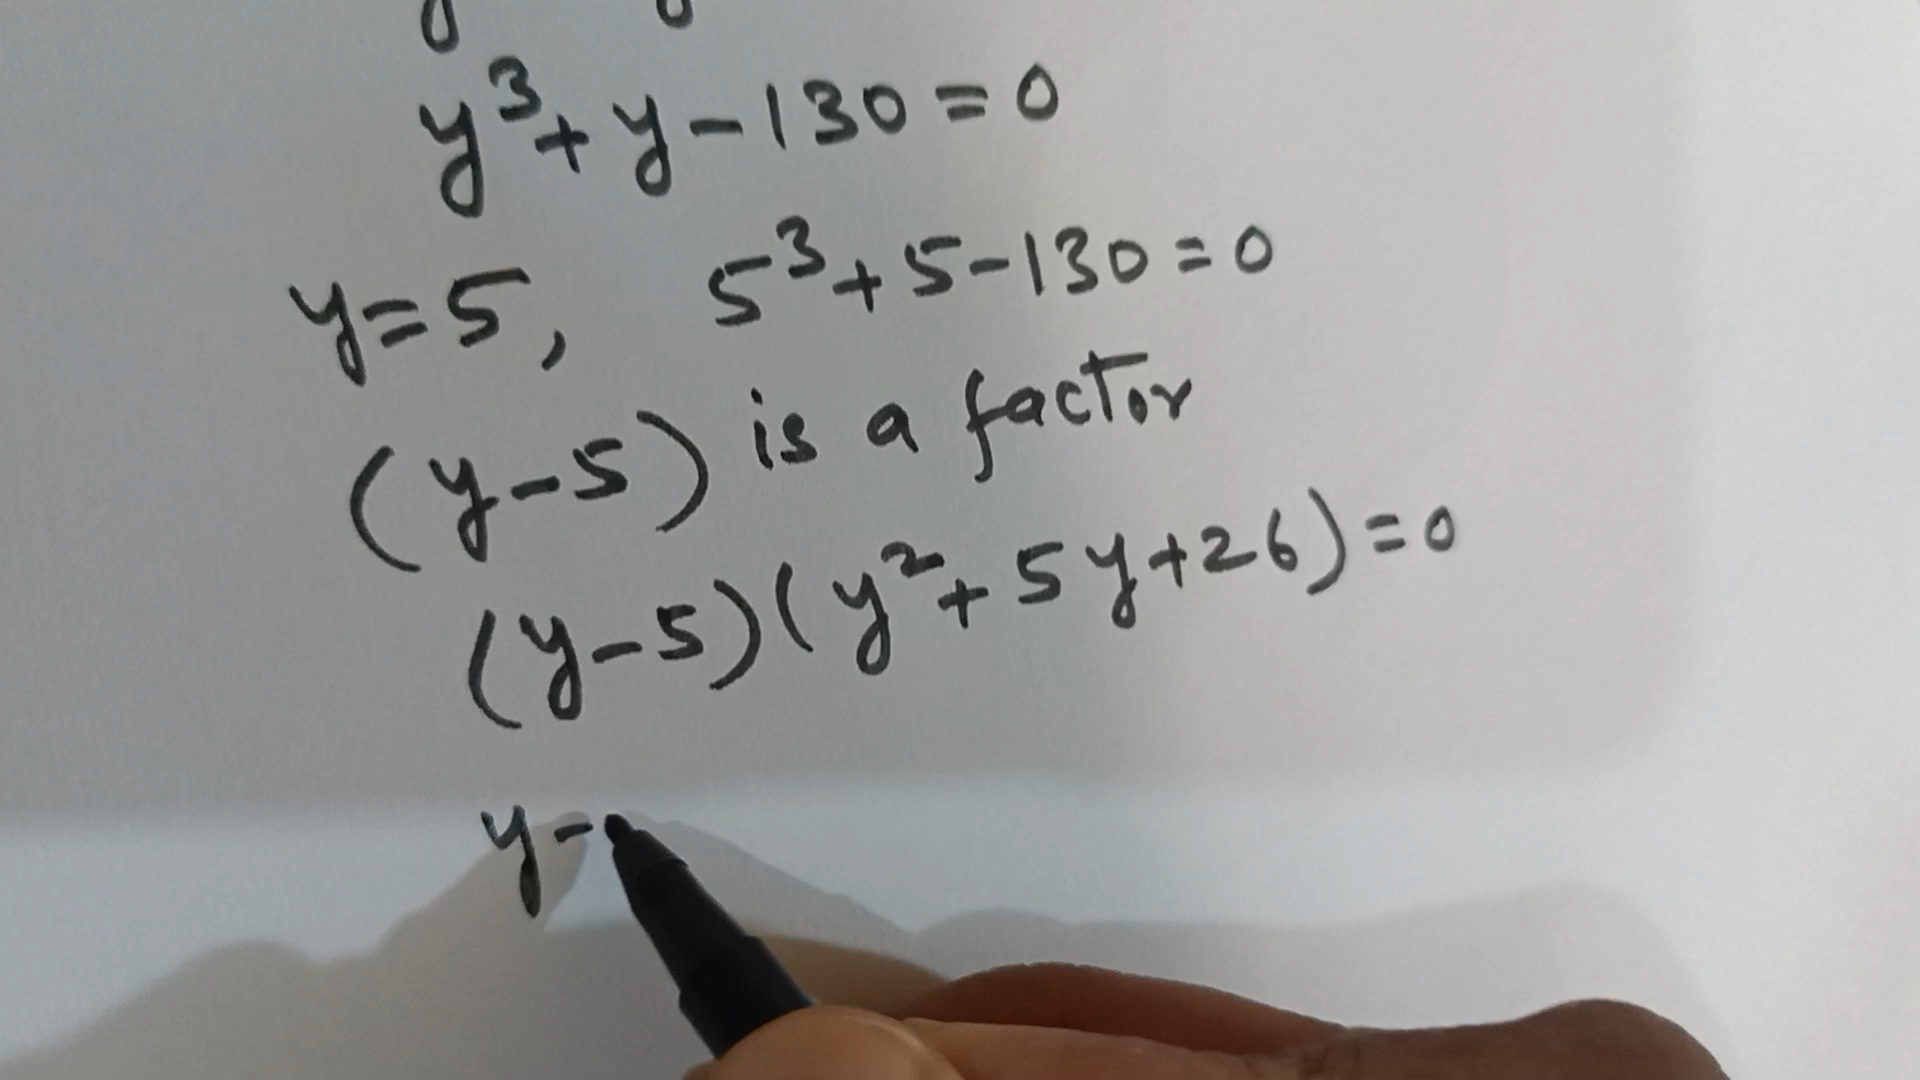 y³+y-130=0
y=5, 5³+5-130=0
(y-5) is a factor
(y-5)(y²+5y+26)=0
y-